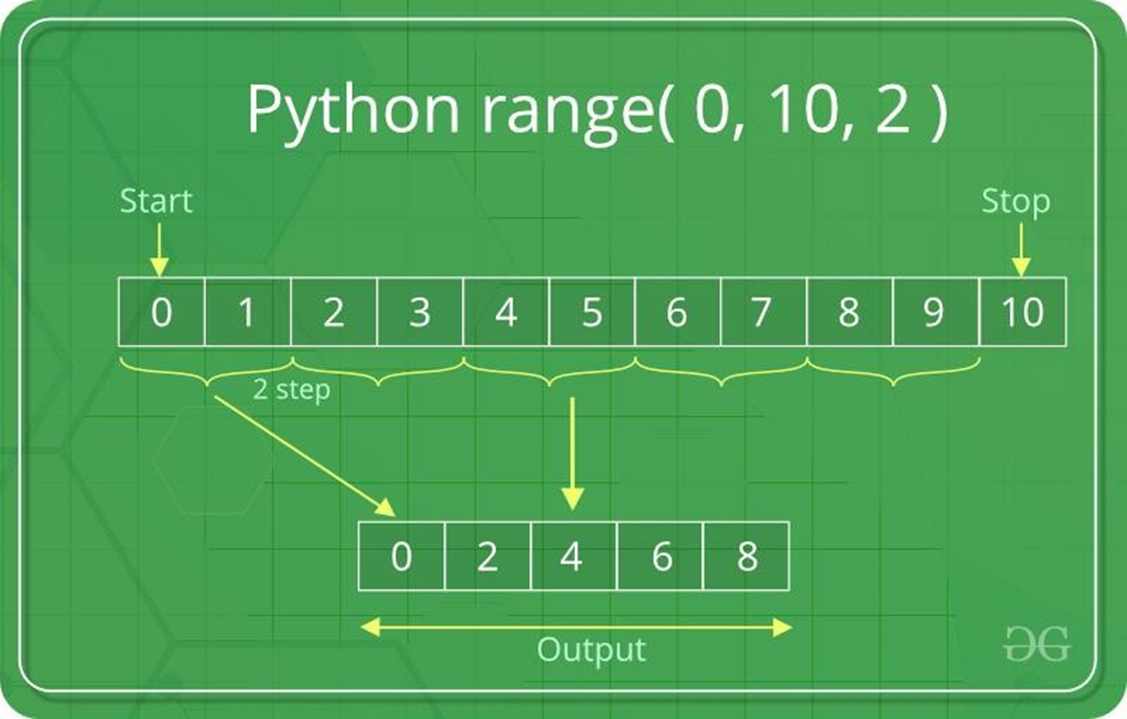 Python range( 0, 10, 2 )
Start Stop
0 1 2 3 4 5 6 7 8 9 10
2 step
0 2 4 6 8
Output
GG